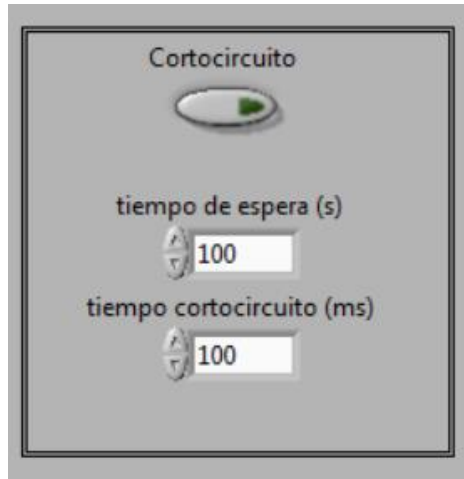 Cortocircuito
tiempo de espera (s)
100
tiempo cortocircuito (ms)
100